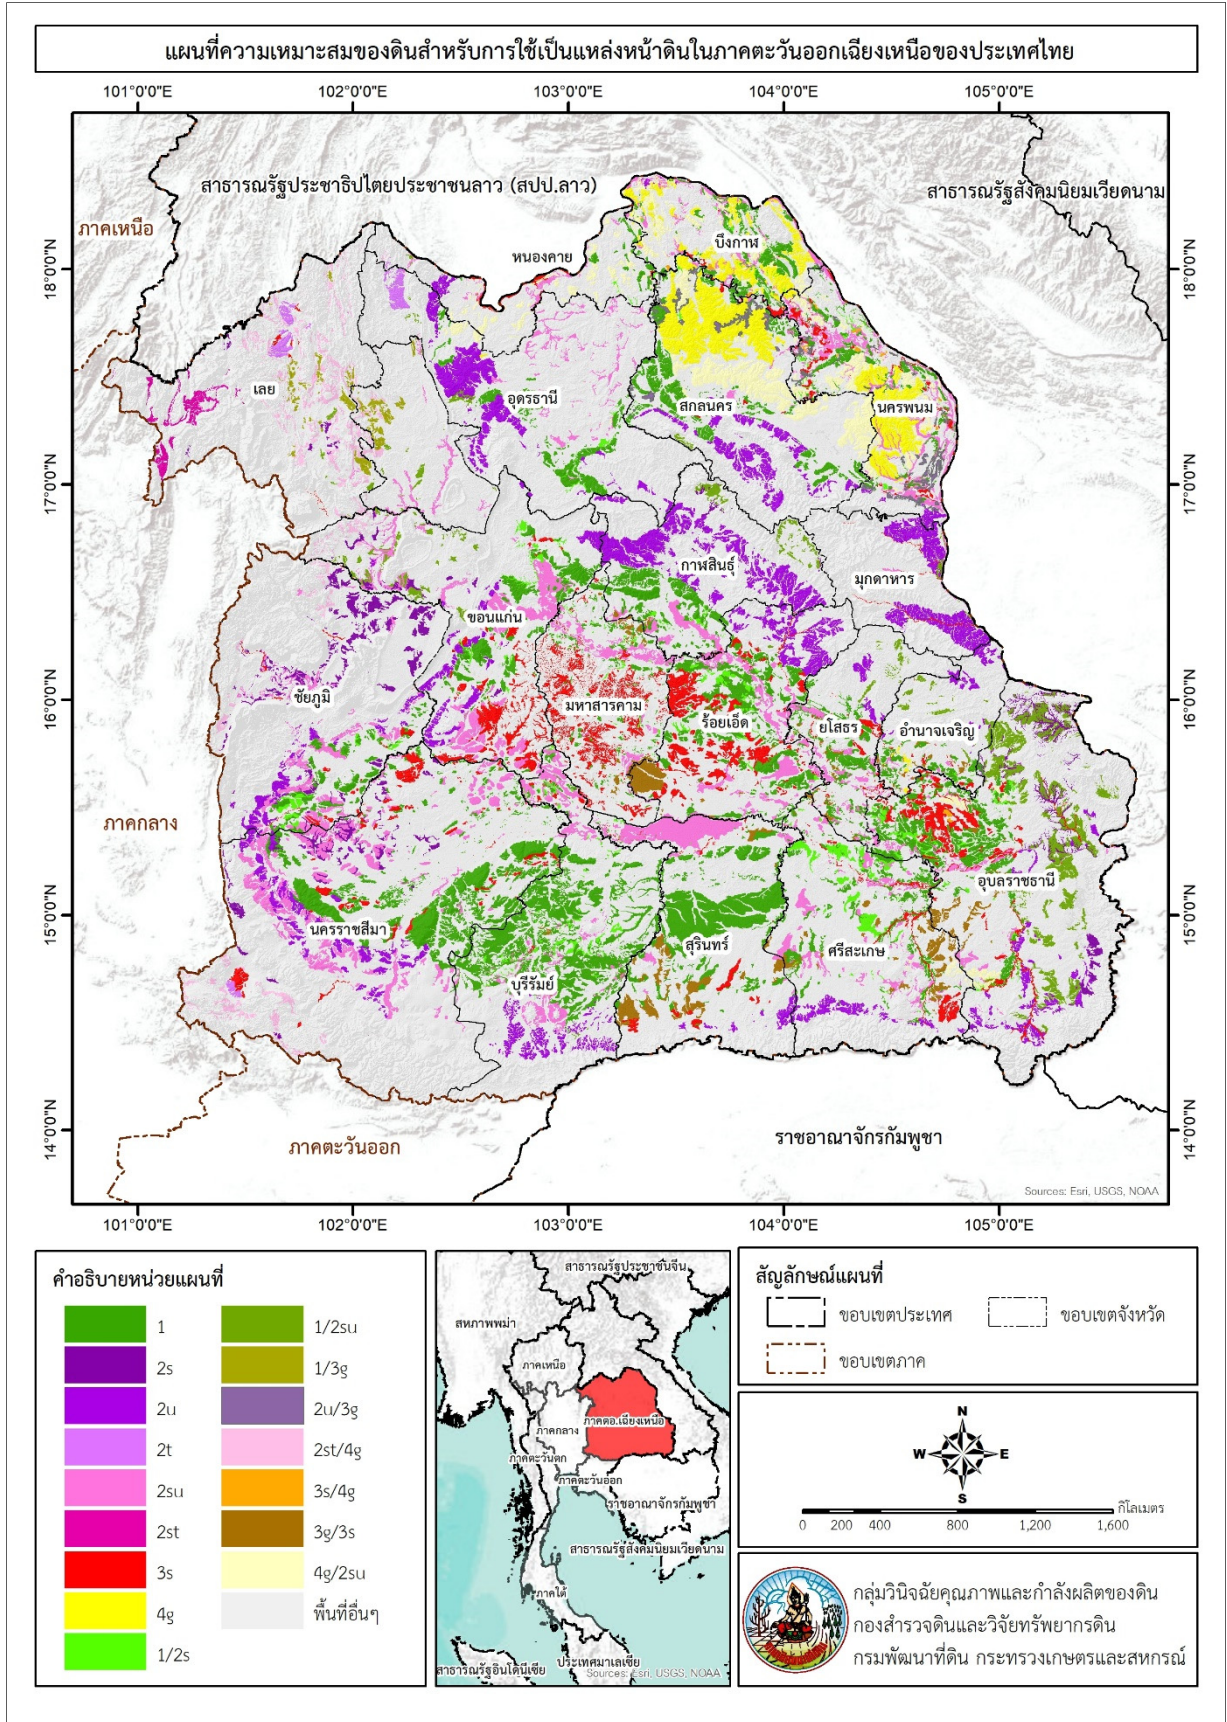 แผนที่ความเหมาะสมของดินสำหรับการใช้เป็นแหล่งหน้าดินในภาคตะวันออกเฉียงเหนือของประเทศไทย
101°0'0"E 102°0'0"E 103°0'0"E 104°0'0"E 105°0'0"E
สาธารณรัฐประชาธิปไตยประชาชนลาว (สปป.ลาว)
สาธารณรัฐสังคมนิยมเวียดนาม
ภาคเหนือ
บึงกาฬ
หนองคาย
18°0'0"N 18°0'0"N
เลย
อุดรธานี
สกลนคร
นครพนม
17°0'0"N 17°0'0"N
กาฬสินธุ์
มุกดาหาร
ขอนแก่น
ชัยภูมิ
มหาสารคาม
ร้อยเอ็ด
ยโสธร
อำนาจเจริญ
16°0'0"N 16°0'0"N
ภาคกลาง
อุบลราชธานี
นครราชสีมา
สุรินทร์
ศรีสะเกษ
บุรีรัมย์
15°0'0"N 15°0'0"N
ภาคตะวันออก
ราชอาณาจักรกัมพูชา
14°0'0"N 14°0'0"N
Sources: Esri, USGS, NOAA
101°0'0"E 102°0'0"E 103°0'0"E 104°0'0"E 105°0'0"E
คำอธิบายหน่วยแผนที่
1
2s
2u
2t
2su
2st
3s
4g
1/2s
1/2su
1/3g
2u/3g
2st/4g
3s/4g
3g/3s
4g/2su
พื้นที่อื่นๆ
สาธารณรัฐประชาชนจีน
สหภาพพม่า
ภาคเหนือ
ภาคตอ.เฉียงเหนือ
ภาคกลาง
ภาคตะวันตก
ภาคตะวันออก
ราชอาณาจักรกัมพูชา
สาธารณรัฐสังคมนิยมเวียดนาม
ภาคใต้
ประเทศมาเลเซีย
สาธารณรัฐอินโดนีเซีย
Sources: Esri, USGS, NOAA
สัญลักษณ์แผนที่
ขอบเขตประเทศ
ขอบเขตจังหวัด
ขอบเขตภาค
N
W E
S
กิโลเมตร
0 200 400 800 1,200 1,600
กลุ่มวินิจฉัยคุณภาพและกำลังผลิตของดิน
กองสำรวจดินและวิจัยทรัพยากรดิน
กรมพัฒนาที่ดิน กระทรวงเกษตรและสหกรณ์